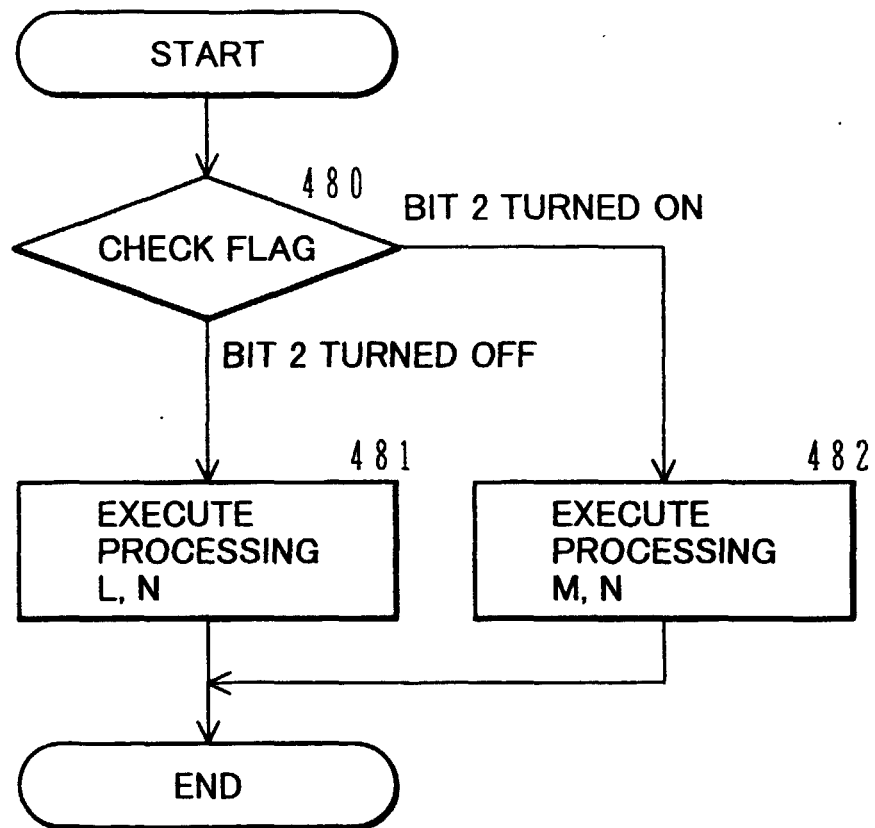 START
480
CHECK FLAG
BIT 2 TURNED ON
BIT 2 TURNED OFF
481
EXECUTE
PROCESSING
L, N
482
EXECUTE
PROCESSING
M, N
END